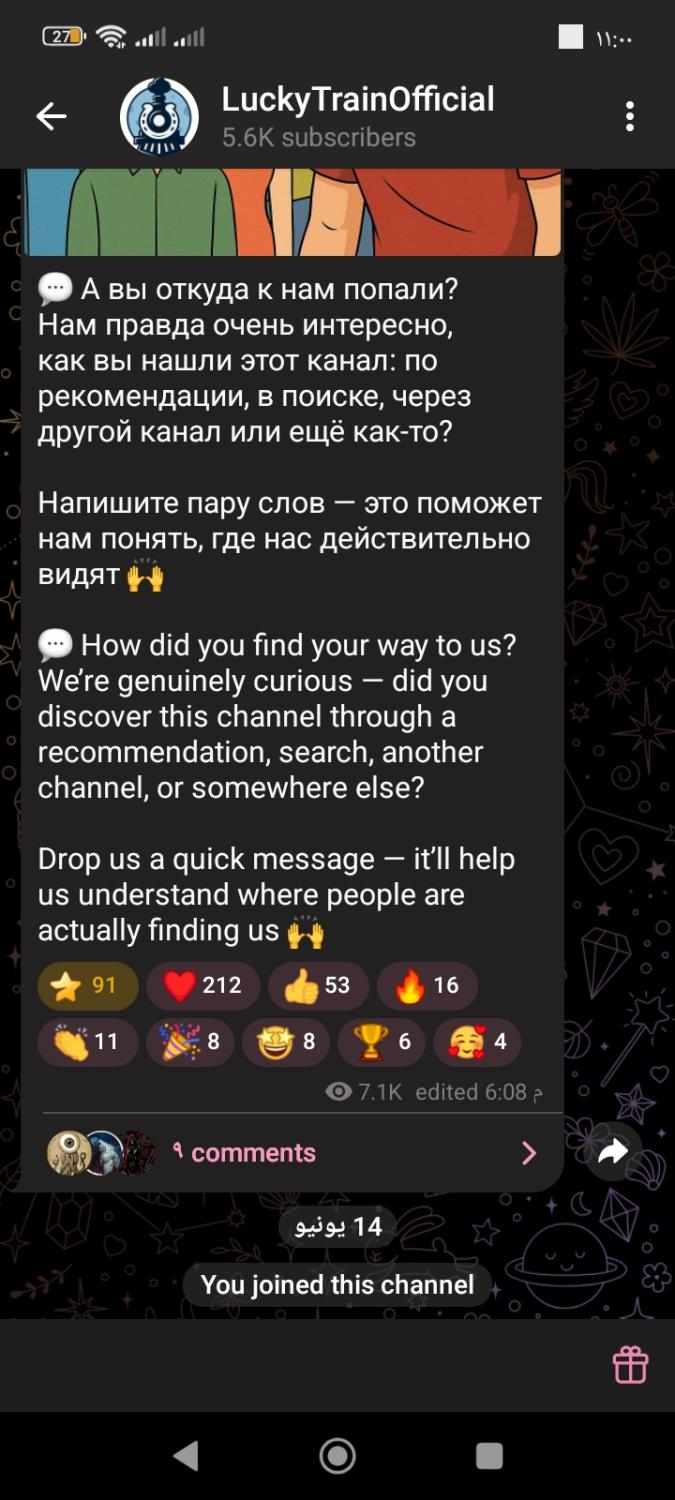 27
١١:٠٠
LuckyTrainOfficial
5.6K subscribers
💬 А вы откуда к нам попали?
Нам правда очень интересно,
как вы нашли этот канал: по
рекомендации, в поиске, через
другой канал или ещё как-то?
Напишите пару слов — это поможет
нам понять, где нас действительно
видят 🙌
💬 How did you find your way to us?
We’re genuinely curious — did you
discover this channel through a
recommendation, search, another
channel, or somewhere else?
Drop us a quick message — it’ll help
us understand where people are
actually finding us 🙌
⭐ 91 ❤️ 212 👍 53 🔥 16
👏 11 🎉 8 🤩 8 🏆 6 🥰 4
7.1K edited 6:08 م
٩ comments
14 يونيو
You joined this channel